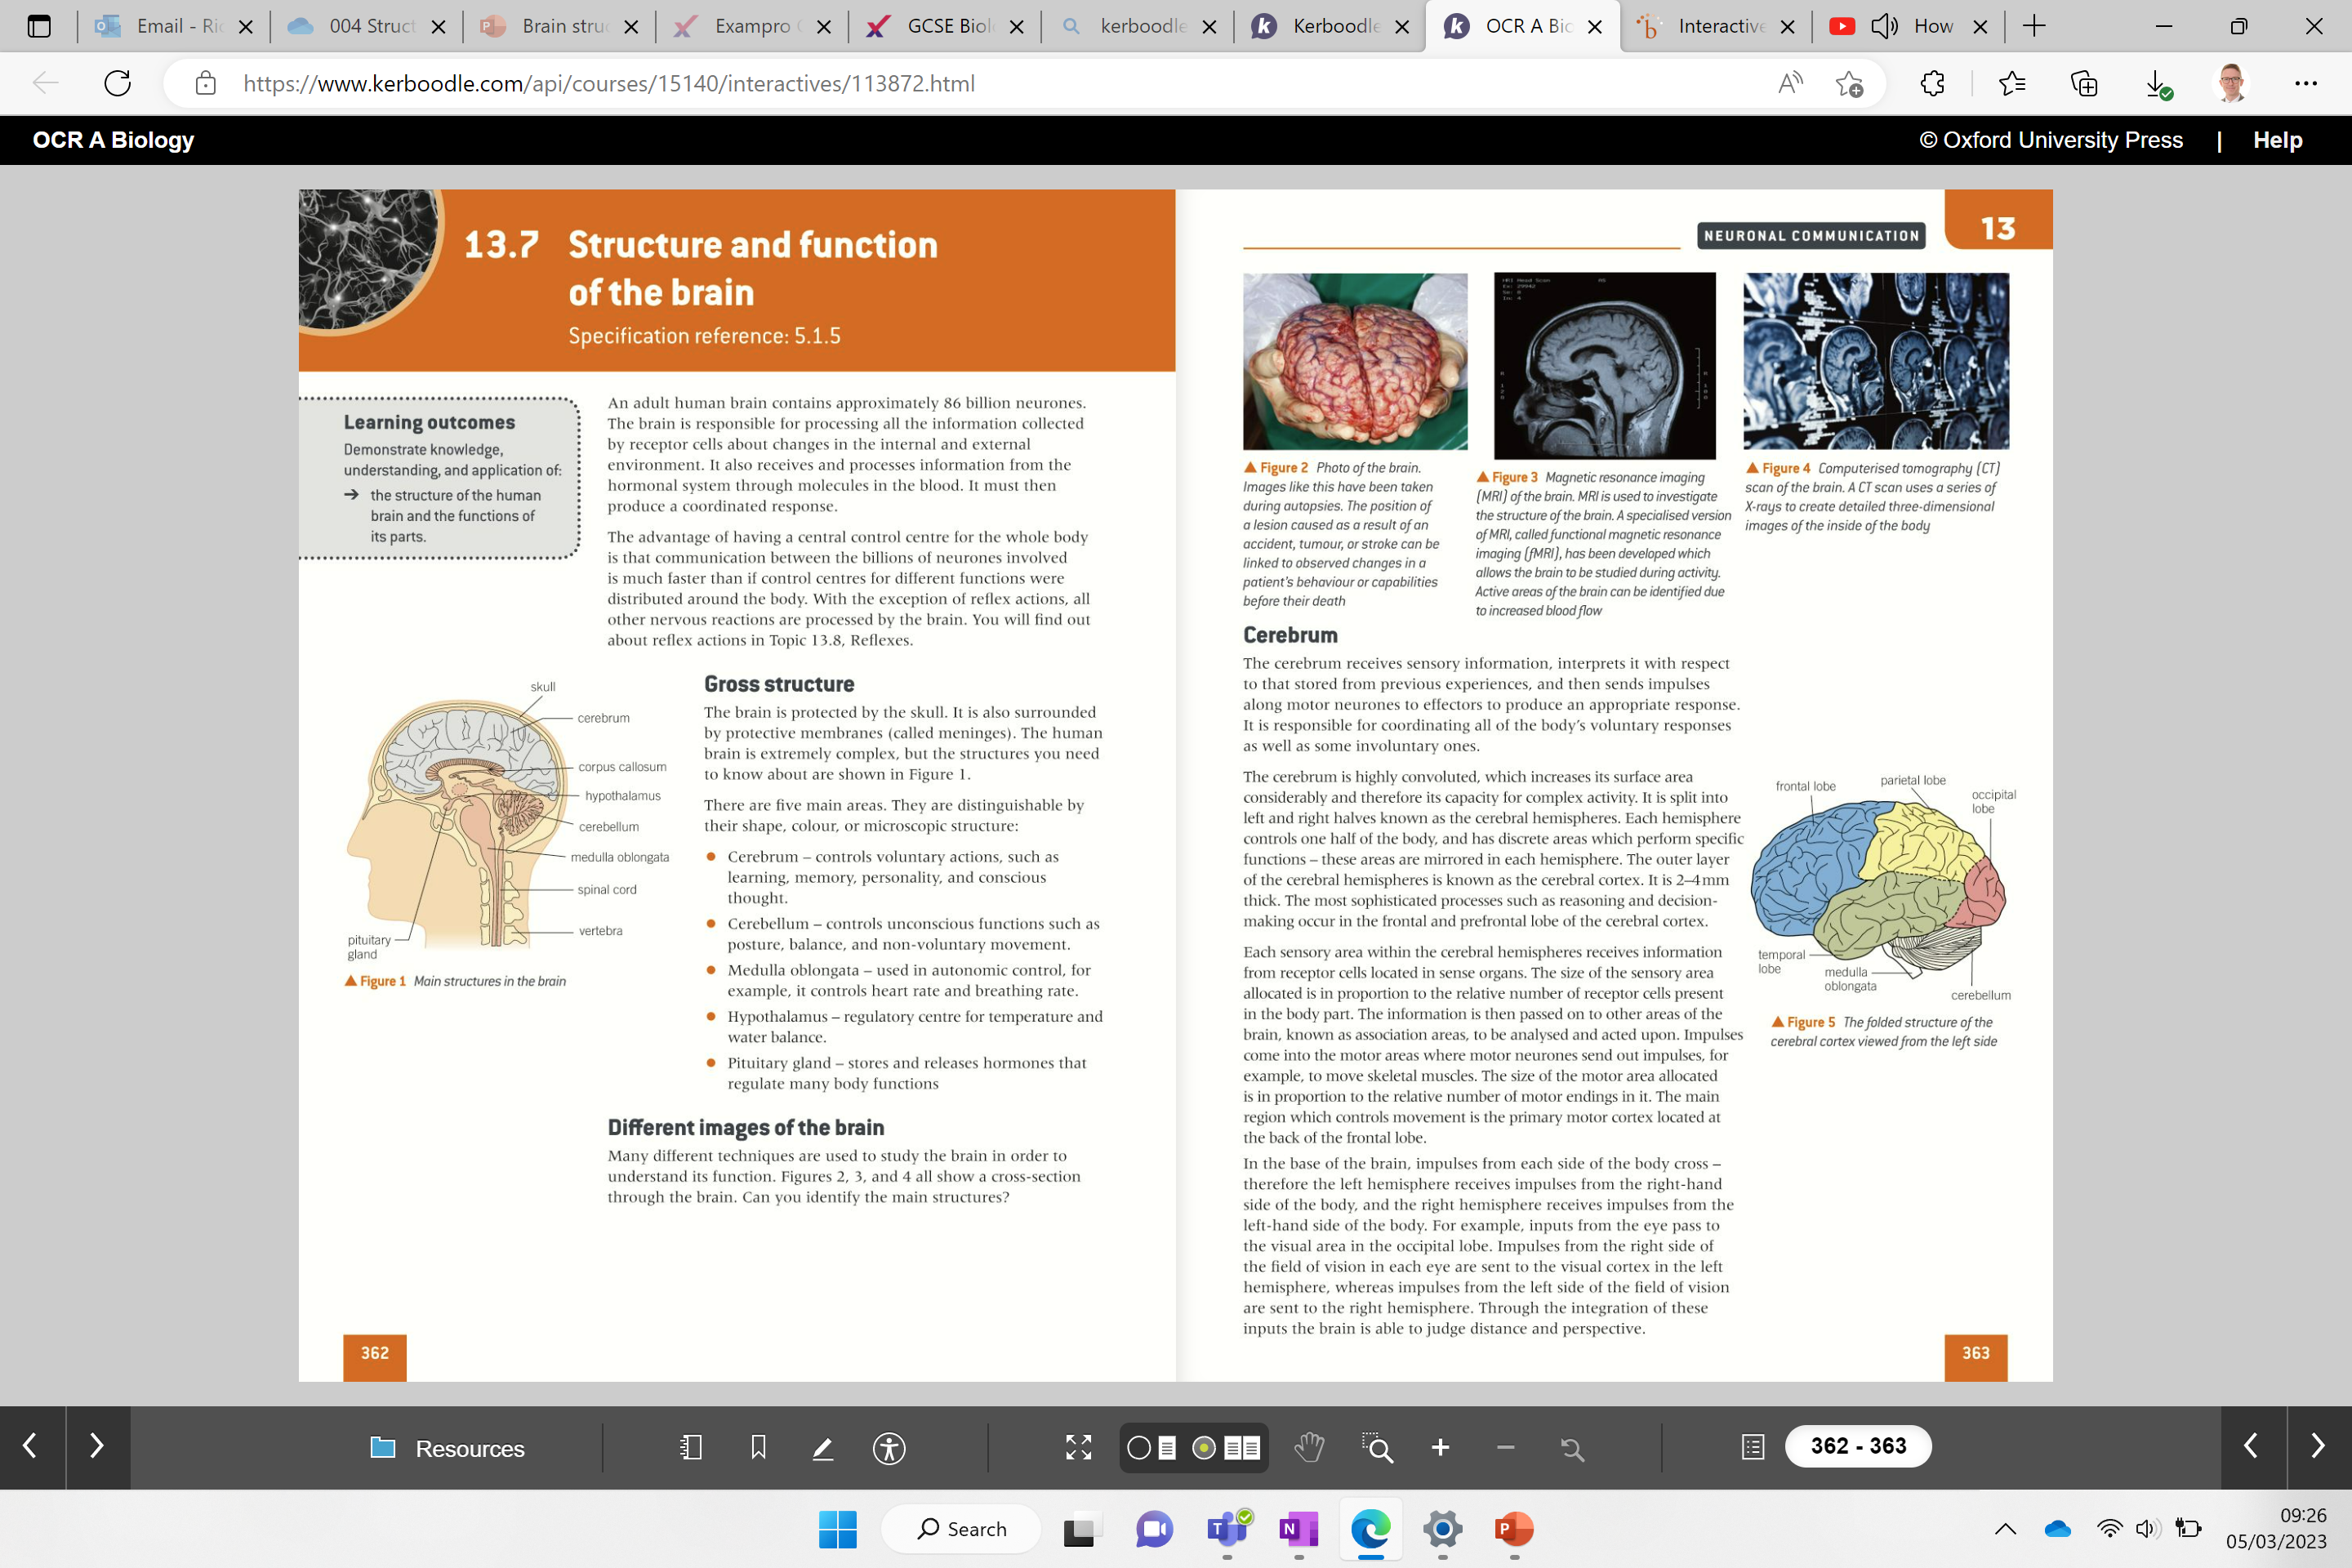 Email - Ric
004 Struct
Brain struc
Exampro
GCSE Biol
kerboodle
Kerboodle
OCR A Bio
Interactive
How
https://www.kerboodle.com/api/courses/15140/interactives/113872.html
OCR A Biology
© Oxford University Press | Help
13.7 Structure and function
of the brain
Specification reference: 5.1.5
Learning outcomes
Demonstrate knowledge,
understanding, and application of:
→ the structure of the human
brain and the functions of
its parts.
An adult human brain contains approximately 86 billion neurones.
The brain is responsible for processing all the information collected
by receptor cells about changes in the internal and external
environment. It also receives and processes information from the
hormonal system through molecules in the blood. It must then
produce a coordinated response.
The advantage of having a central control centre for the whole body
is that communication between the billions of neurones involved
is much faster than if control centres for different functions were
distributed around the body. With the exception of reflex actions, all
other nervous reactions are processed by the brain. You will find out
about reflex actions in Topic 13.8, Reflexes.
skull
cerebrum
corpus callosum
hypothalamus
cerebellum
medulla oblongata
spinal cord
vertebra
pituitary
gland
▲ Figure 1 Main structures in the brain
Gross structure
The brain is protected by the skull. It is also surrounded
by protective membranes (called meninges). The human
brain is extremely complex, but the structures you need
to know about are shown in Figure 1.
There are five main areas. They are distinguishable by
their shape, colour, or microscopic structure:
● Cerebrum – controls voluntary actions, such as
learning, memory, personality, and conscious
thought.
● Cerebellum – controls unconscious functions such as
posture, balance, and non-voluntary movement.
● Medulla oblongata – used in autonomic control, for
example, it controls heart rate and breathing rate.
● Hypothalamus – regulatory centre for temperature and
water balance.
● Pituitary gland – stores and releases hormones that
regulate many body functions
Different images of the brain
Many different techniques are used to study the brain in order to
understand its function. Figures 2, 3, and 4 all show a cross-section
through the brain. Can you identify the main structures?
362
NEURONAL COMMUNICATION
13
▲ Figure 2 Photo of the brain.
Images like this have been taken
during autopsies. The position of
a lesion caused as a result of an
accident, tumour, or stroke can be
linked to observed changes in a
patient's behaviour or capabilities
before their death
▲ Figure 3 Magnetic resonance imaging
(MRI) of the brain. MRI is used to investigate
the structure of the brain. A specialised version
of MRI, called functional magnetic resonance
imaging (fMRI), has been developed which
allows the brain to be studied during activity.
Active areas of the brain can be identified due
to increased blood flow
▲ Figure 4 Computerised tomography (CT)
scan of the brain. A CT scan uses a series of
X-rays to create detailed three-dimensional
images of the inside of the body
Cerebrum
The cerebrum receives sensory information, interprets it with respect
to that stored from previous experiences, and then sends impulses
along motor neurones to effectors to produce an appropriate response.
It is responsible for coordinating all of the body's voluntary responses
as well as some involuntary ones.
The cerebrum is highly convoluted, which increases its surface area
considerably and therefore its capacity for complex activity. It is split into
left and right halves known as the cerebral hemispheres. Each hemisphere
controls one half of the body, and has discrete areas which perform specific
functions – these areas are mirrored in each hemisphere. The outer layer
of the cerebral hemispheres is known as the cerebral cortex. It is 2–4 mm
thick. The most sophisticated processes such as reasoning and decision-
making occur in the frontal and prefrontal lobe of the cerebral cortex.
Each sensory area within the cerebral hemispheres receives information
from receptor cells located in sense organs. The size of the sensory area
allocated is in proportion to the relative number of receptor cells present
in the body part. The information is then passed on to other areas of the
brain, known as association areas, to be analysed and acted upon. Impulses
come into the motor areas where motor neurones send out impulses, for
example, to move skeletal muscles. The size of the motor area allocated
is in proportion to the relative number of motor endings in it. The main
region which controls movement is the primary motor cortex located at
the back of the frontal lobe.
In the base of the brain, impulses from each side of the body cross –
therefore the left hemisphere receives impulses from the right-hand
side of the body, and the right hemisphere receives impulses from the
left-hand side of the body. For example, inputs from the eye pass to
the visual area in the occipital lobe. Impulses from the right side of
the field of vision in each eye are sent to the visual cortex in the left
hemisphere, whereas impulses from the left side of the field of vision
are sent to the right hemisphere. Through the integration of these
inputs the brain is able to judge distance and perspective.
frontal lobe
parietal lobe
occipital
lobe
temporal
lobe
medulla
oblongata
cerebellum
▲ Figure 5 The folded structure of the
cerebral cortex viewed from the left side
363
Resources
362 - 363
Search
09:26
05/03/2023